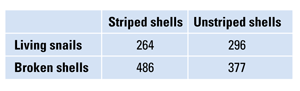 Striped shells Unstriped shells
Living snails 264 296
Broken shells 486 377